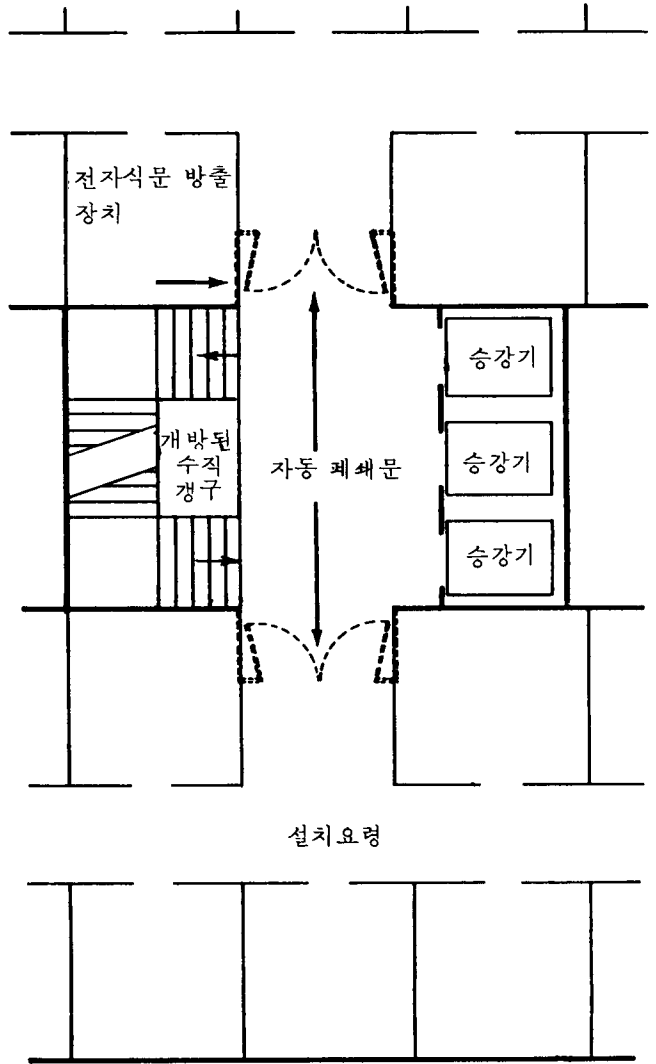 전자식문 방출
장치
승강기
개방된
수직
갱구
자동 폐쇄문
승강기
승강기
설치요령